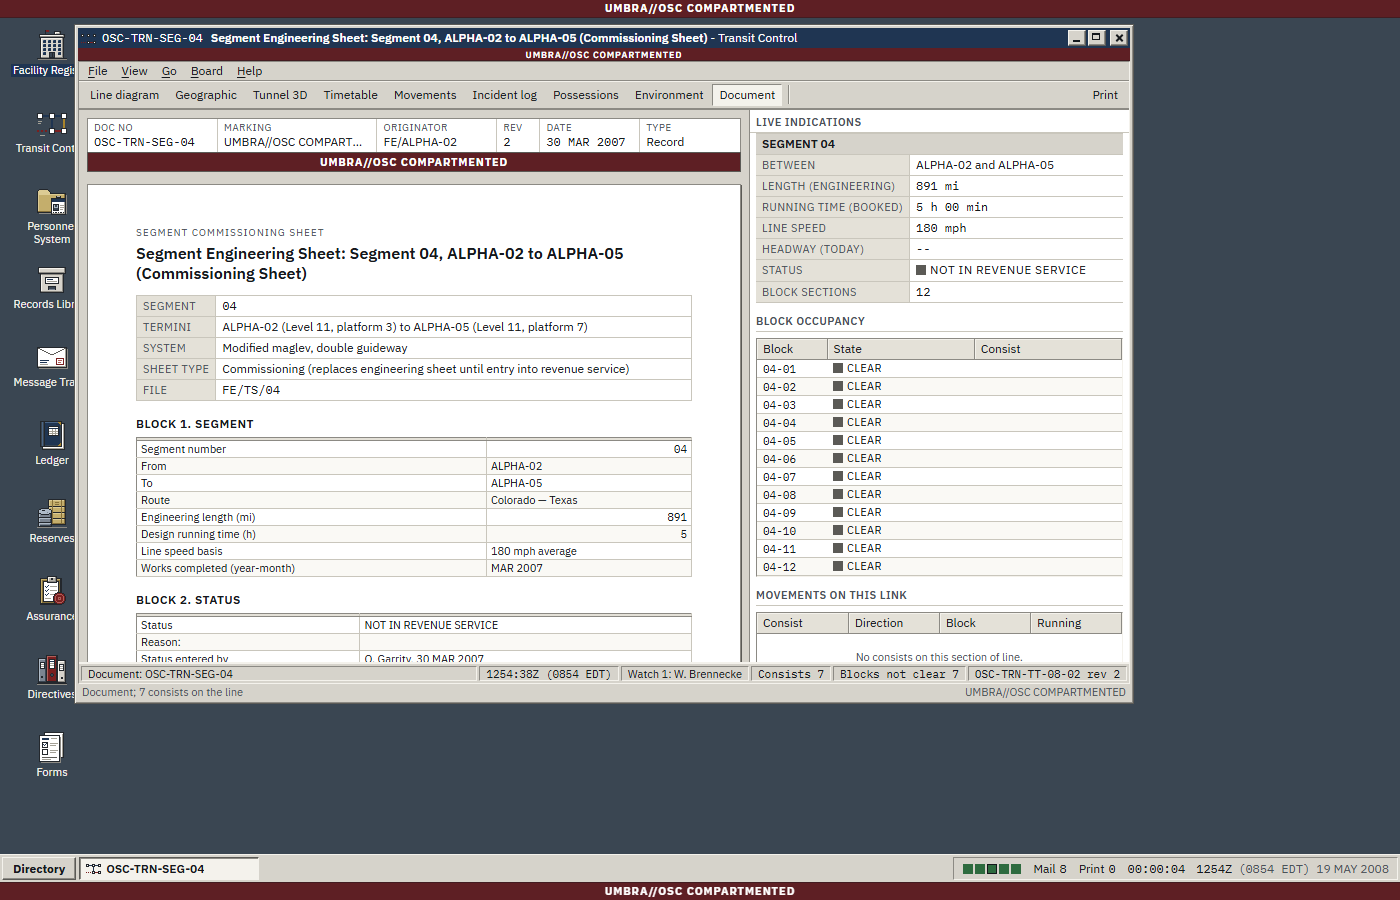 UMBRA//OSC COMPARTMENTED
Facility Regis
Transit Cont
Personne
System
Records Libr
Message Tra
Ledger
Reserves
Assuranc
Directives
Forms
OSC-TRN-SEG-04 Segment Engineering Sheet: Segment 04, ALPHA-02 to ALPHA-05 (Commissioning Sheet) - Transit Control
UMBRA//OSC COMPARTMENTED
File View Go Board Help
Line diagram Geographic Tunnel 3D Timetable Movements Incident log Possessions Environment Document Print
DOC NO MARKING ORIGINATOR REV DATE TYPE
OSC-TRN-SEG-04 UMBRA//OSC COMPART... FE/ALPHA-02 2 30 MAR 2007 Record
UMBRA//OSC COMPARTMENTED
SEGMENT COMMISSIONING SHEET
Segment Engineering Sheet: Segment 04, ALPHA-02 to ALPHA-05
(Commissioning Sheet)
SEGMENT 04
TERMINI ALPHA-02 (Level 11, platform 3) to ALPHA-05 (Level 11, platform 7)
SYSTEM Modified maglev, double guideway
SHEET TYPE Commissioning (replaces engineering sheet until entry into revenue service)
FILE FE/TS/04
BLOCK 1. SEGMENT
Segment number 04
From ALPHA-02
To ALPHA-05
Route Colorado — Texas
Engineering length (mi) 891
Design running time (h) 5
Line speed basis 180 mph average
Works completed (year-month) MAR 2007
BLOCK 2. STATUS
Status NOT IN REVENUE SERVICE
Reason:
Status entered by O. Garrity, 30 MAR 2007
LIVE INDICATIONS
SEGMENT 04
BETWEEN ALPHA-02 and ALPHA-05
LENGTH (ENGINEERING) 891 mi
RUNNING TIME (BOOKED) 5 h 00 min
LINE SPEED 180 mph
HEADWAY (TODAY) --
STATUS NOT IN REVENUE SERVICE
BLOCK SECTIONS 12
BLOCK OCCUPANCY
Block State Consist
04-01 CLEAR
04-02 CLEAR
04-03 CLEAR
04-04 CLEAR
04-05 CLEAR
04-06 CLEAR
04-07 CLEAR
04-08 CLEAR
04-09 CLEAR
04-10 CLEAR
04-11 CLEAR
04-12 CLEAR
MOVEMENTS ON THIS LINK
Consist Direction Block Running
No consists on this section of line.
Document: OSC-TRN-SEG-04 1254:38Z (0854 EDT) Watch 1: W. Brennecke Consists 7 Blocks not clear 7 OSC-TRN-TT-08-02 rev 2
Document; 7 consists on the line UMBRA//OSC COMPARTMENTED
Directory OSC-TRN-SEG-04 Mail 8 Print 0 00:00:04 1254Z (0854 EDT) 19 MAY 2008
UMBRA//OSC COMPARTMENTED